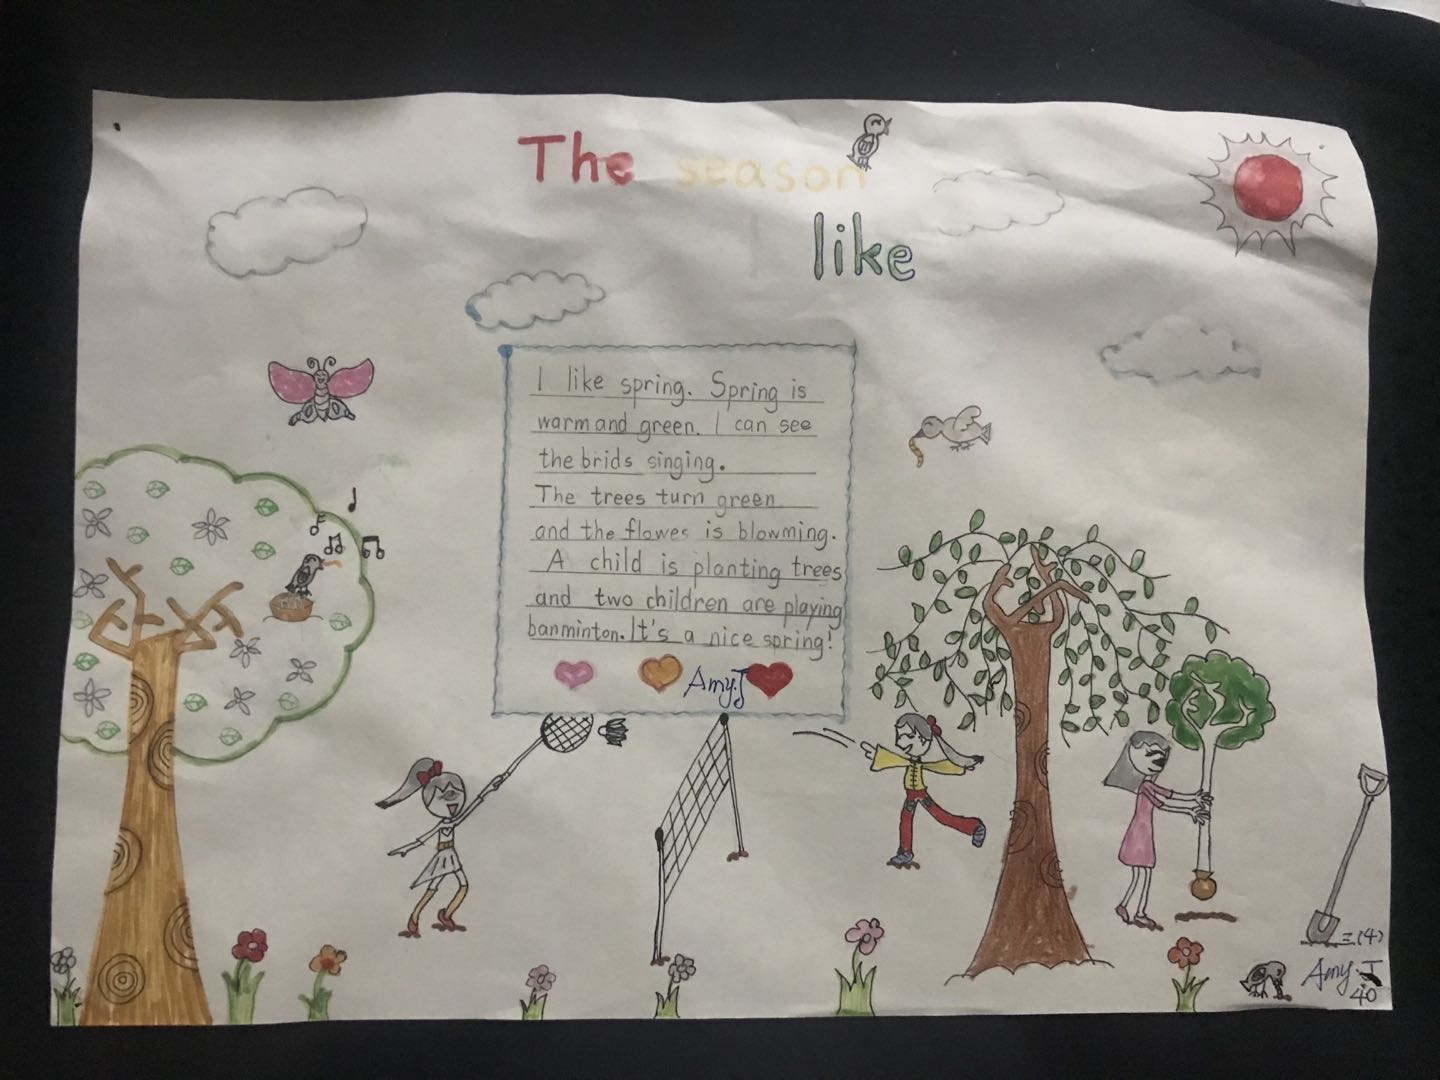 The season
like
I like spring. Spring is
warm and green. I can see
the brids singing.
The trees turn green
and the flowes is blowming.
A child is planting trees
and two children are playing
banminton. It's a nice spring!
Amy.J
三(4)
Amy.J
40